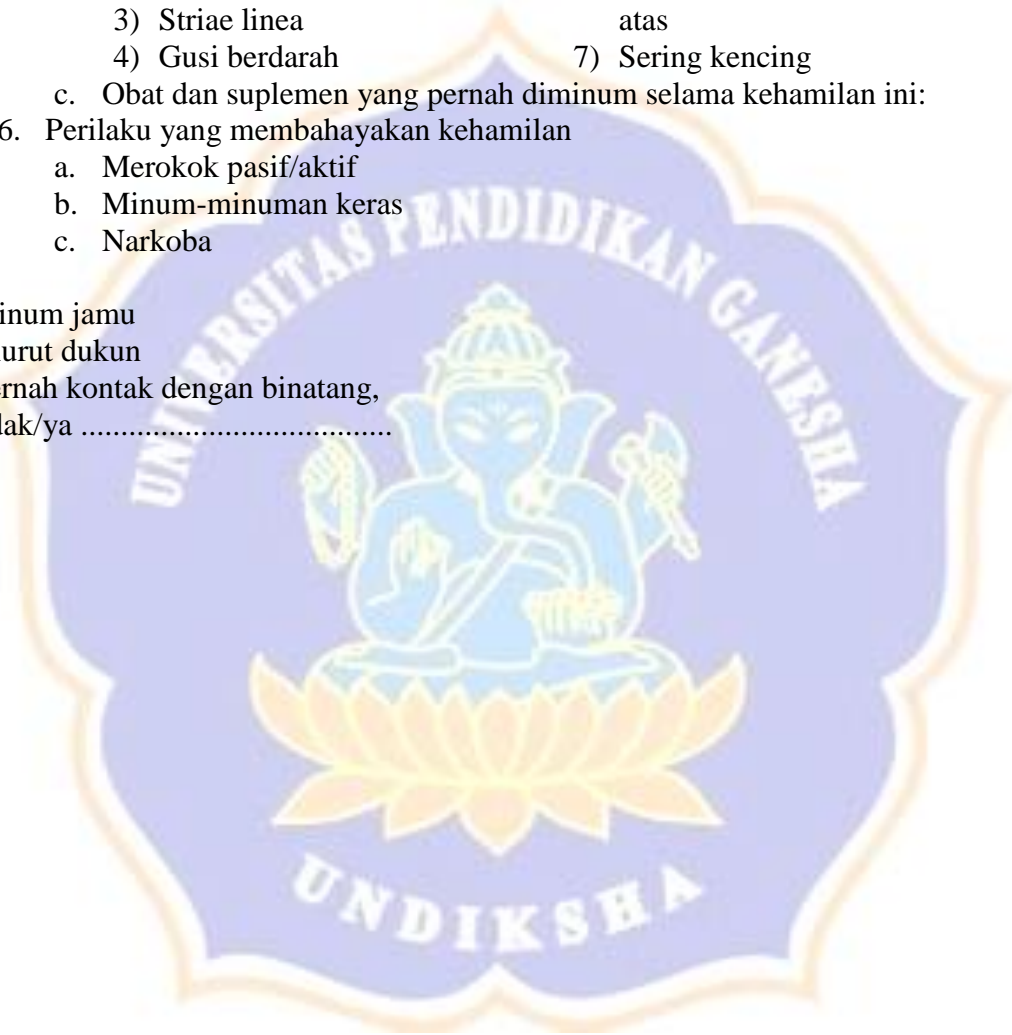 3) Striae linea
4) Gusi berdarah
atas
7) Sering kencing
c. Obat dan suplemen yang pernah diminum selama kehamilan ini:
6. Perilaku yang membahayakan kehamilan
a. Merokok pasif/aktif
b. Minum-minuman keras
c. Narkoba
inum jamu
urut dukun
ernah kontak dengan binatang,
dak/ya .......................................
UNIVERSITAS PENDIDIKAN GANESHA
UNDIKSHA